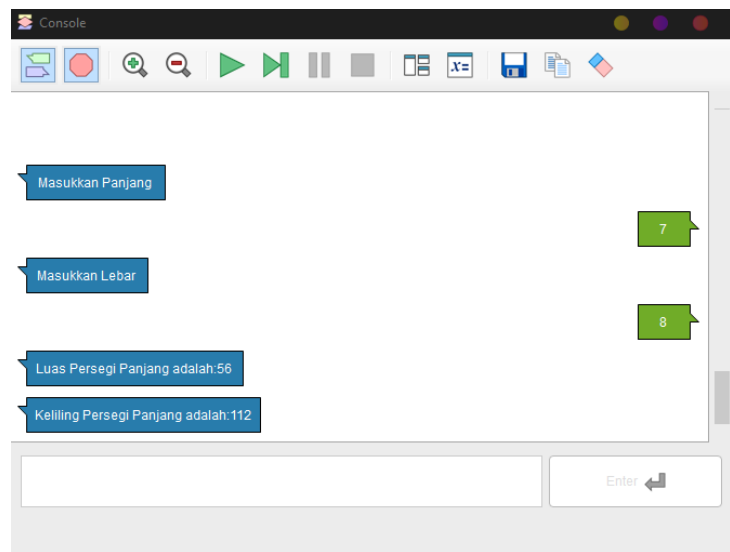 Console
x=
Masukkan Panjang
7
Masukkan Lebar
8
Luas Persegi Panjang adalah:56
Keliling Persegi Panjang adalah:112
Enter